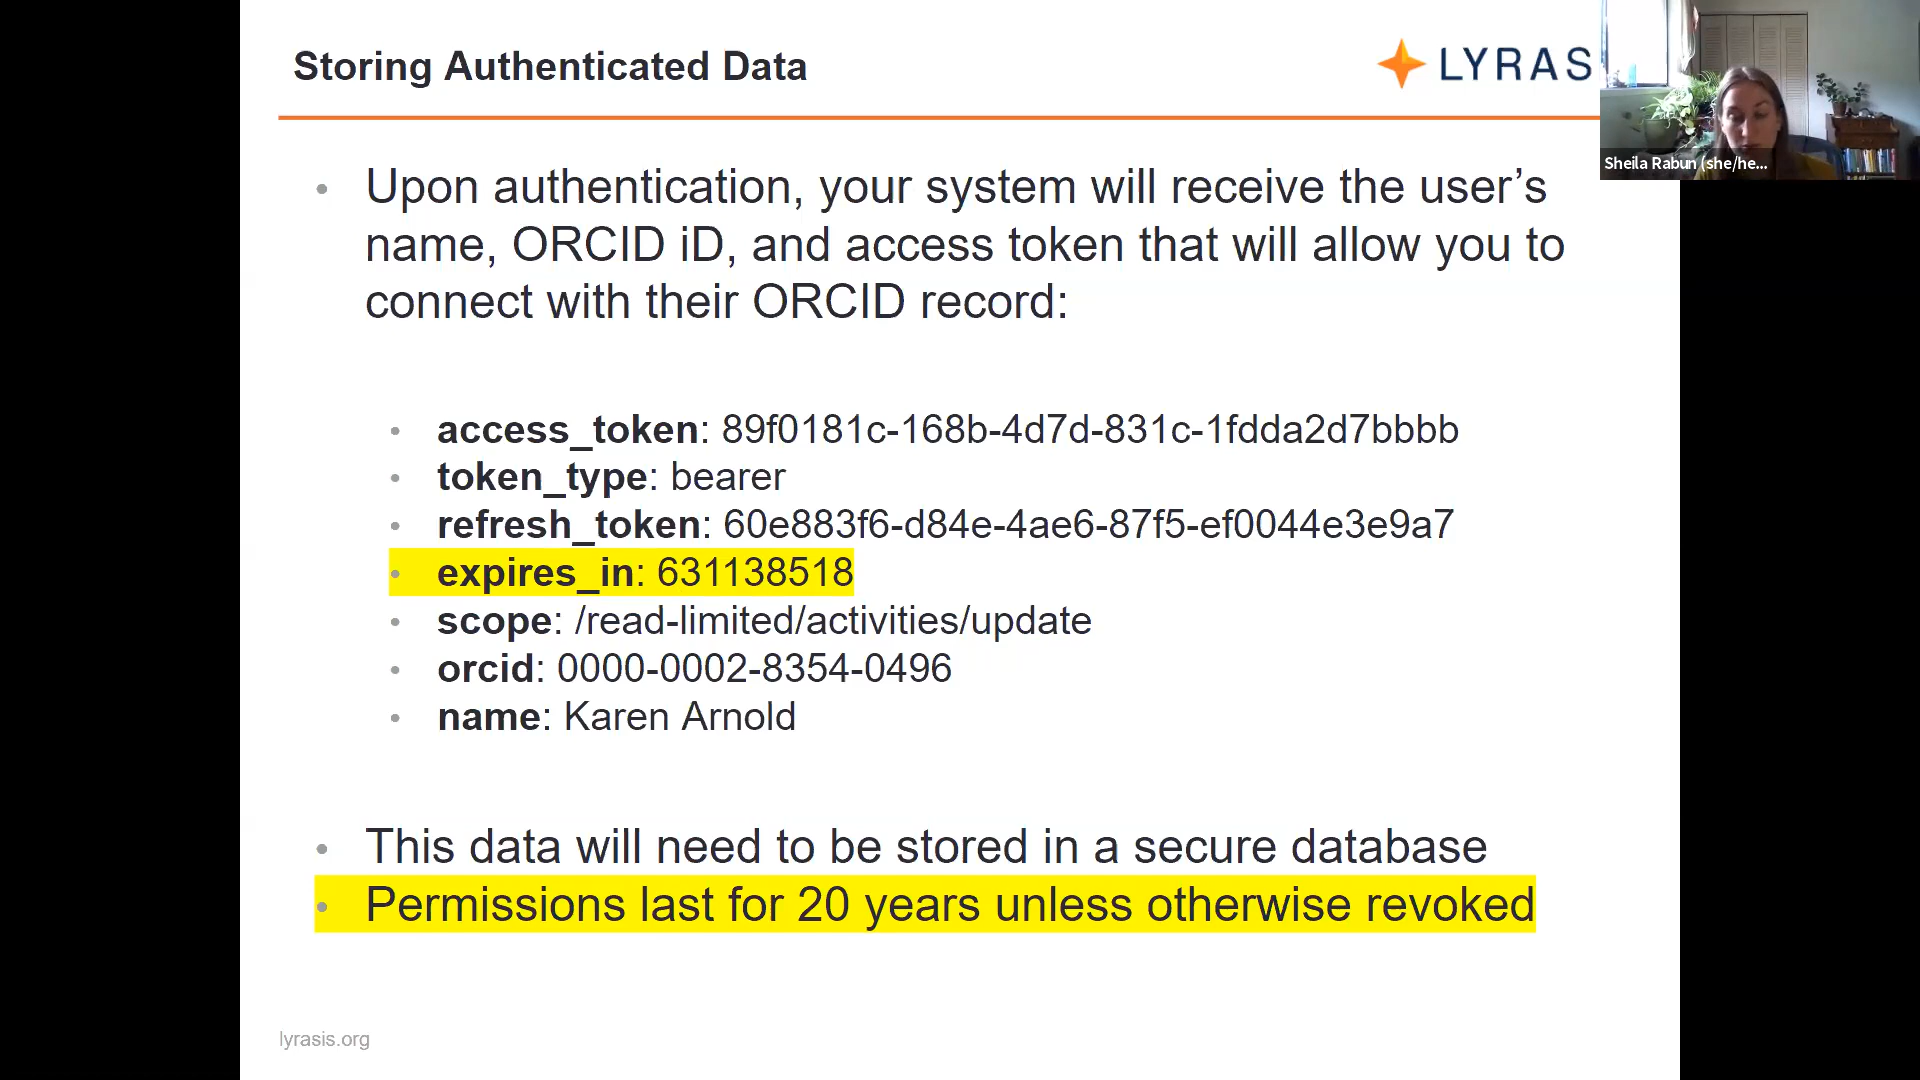 Storing Authenticated Data
LYRAS
Sheila Rabun (she/he...
• Upon authentication, your system will receive the user’s
name, ORCID iD, and access token that will allow you to
connect with their ORCID record:
• access_token: 89f0181c-168b-4d7d-831c-1fdda2d7bbbb
• token_type: bearer
• refresh_token: 60e883f6-d84e-4ae6-87f5-ef0044e3e9a7
• expires_in: 631138518
• scope: /read-limited/activities/update
• orcid: 0000-0002-8354-0496
• name: Karen Arnold
• This data will need to be stored in a secure database
• Permissions last for 20 years unless otherwise revoked
lyrasis.org